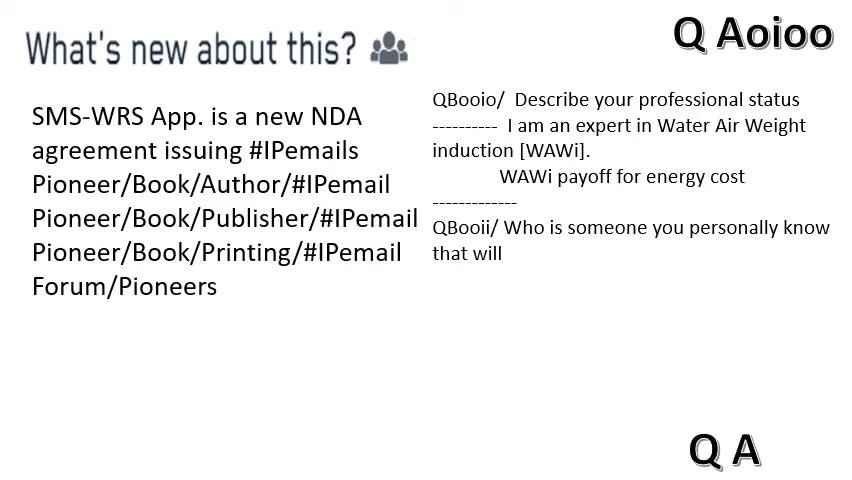 What's new about this?
Q Aoioo
SMS-WRS App. is a new NDA
agreement issuing #IPemails
Pioneer/Book/Author/#IPemail
Pioneer/Book/Publisher/#IPemail
Pioneer/Book/Printing/#IPemail
Forum/Pioneers
QBooio/  Describe your professional status
----------  I am an expert in Water Air Weight
induction [WAWi].
WAWi payoff for energy cost
-------------
QBooii/ Who is someone you personally know
that will
Q A